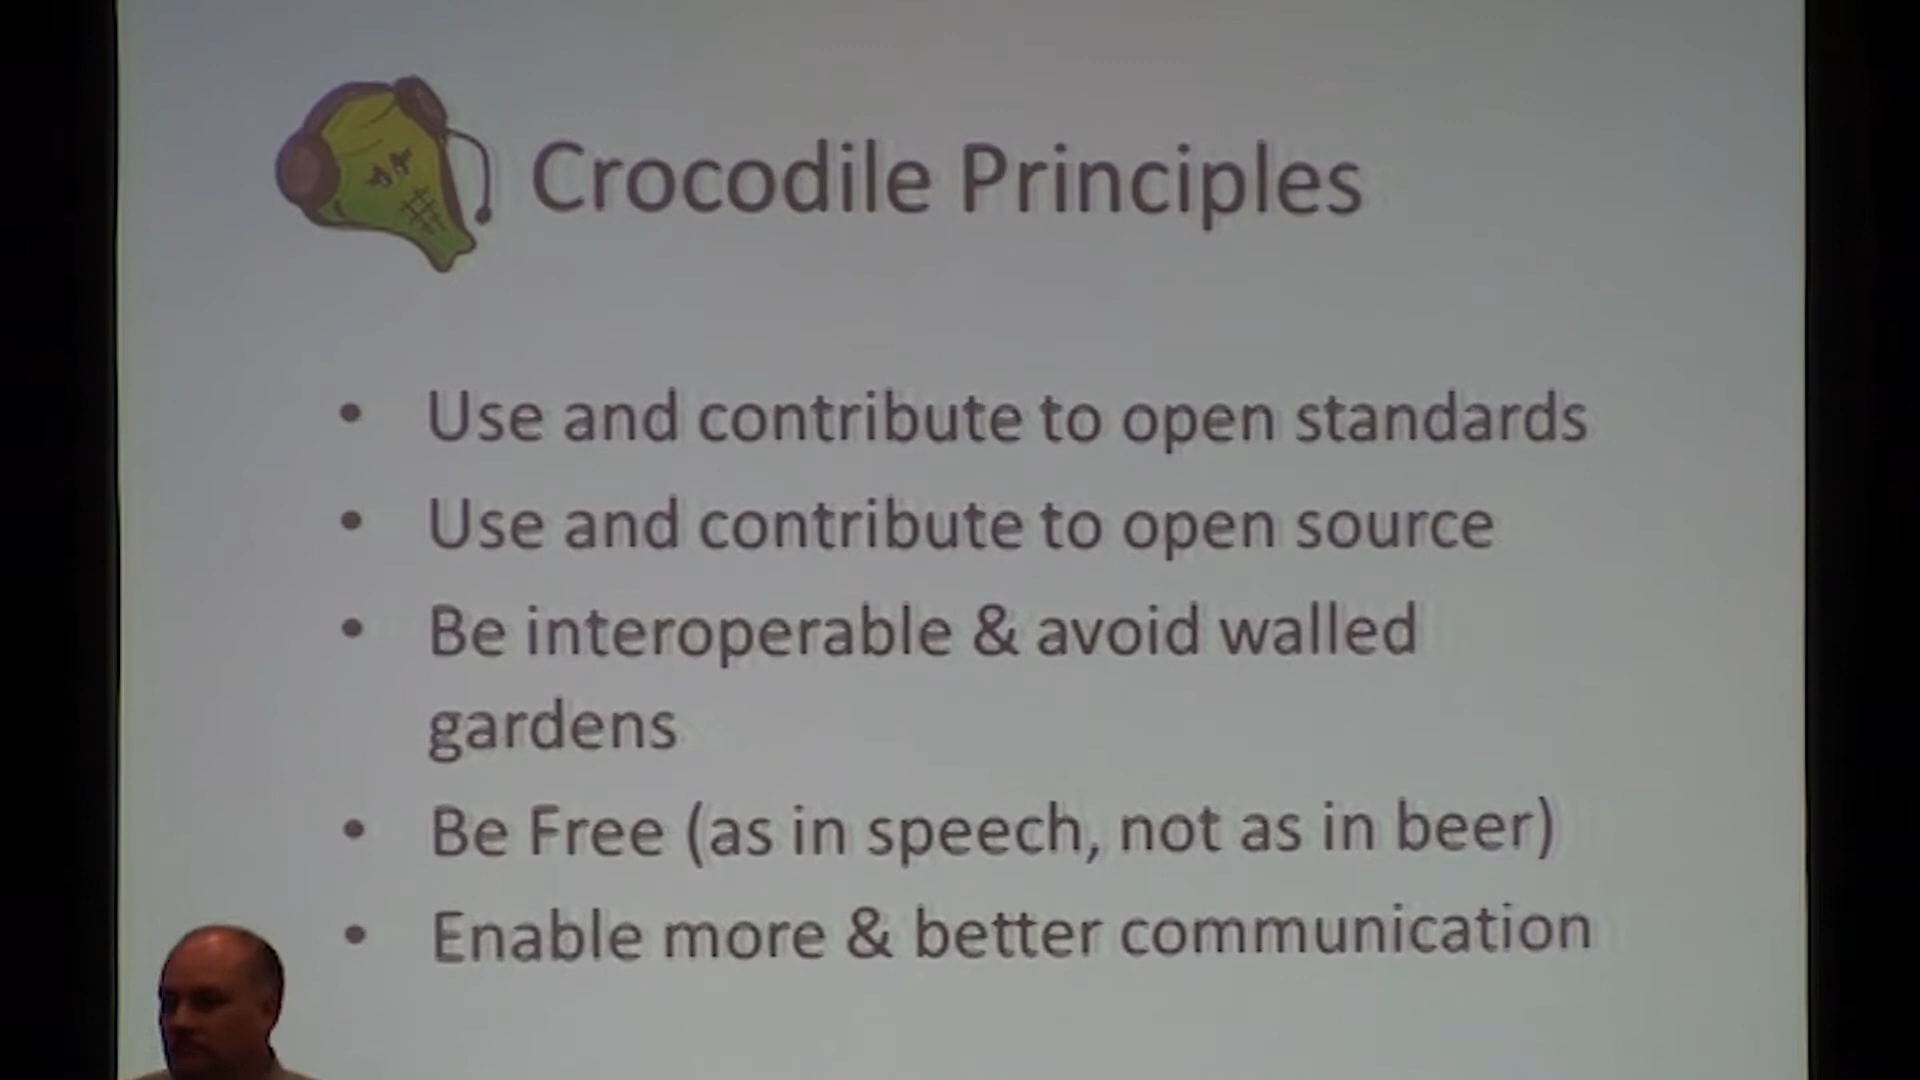 Crocodile Principles
• Use and contribute to open standards
• Use and contribute to open source
• Be interoperable & avoid walled
gardens
• Be Free (as in speech, not as in beer)
• Enable more & better communication